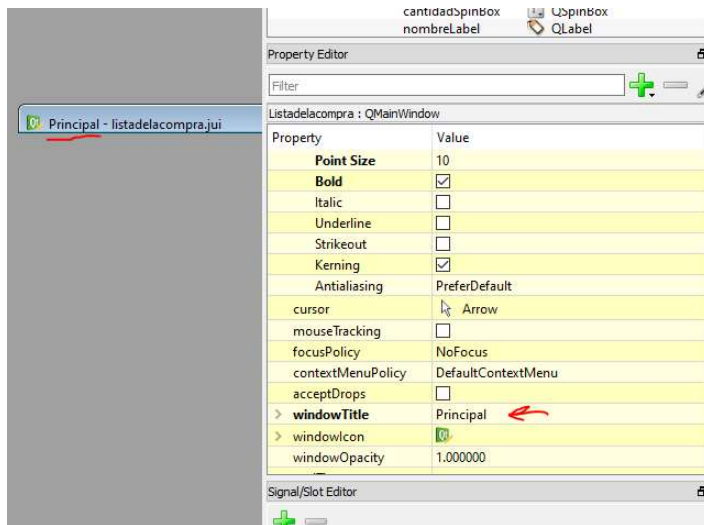 cantidadSpinBox QSpinBox
nombreLabel QLabel
Property Editor
Filter
Principal - listadelacompra.jui
Listadelacompra : QMainWindow
Property Value
Point Size 10
Bold
Italic
Underline
Strikeout
Kerning
Antialiasing PreferDefault
cursor Arrow
mouseTracking
focusPolicy NoFocus
contextMenuPolicy DefaultContextMenu
acceptDrops
windowTitle Principal
windowIcon
windowOpacity 1.000000
Signal/Slot Editor